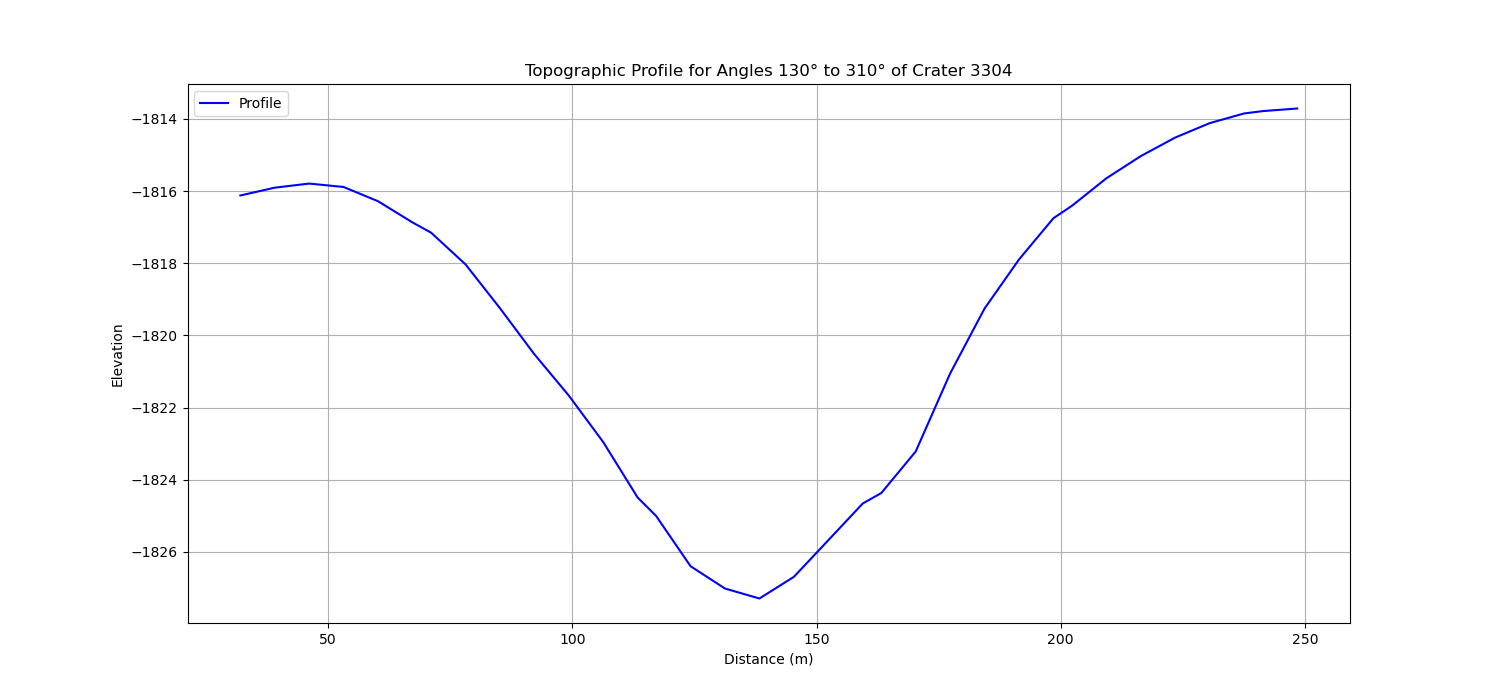 Topographic Profile for Angles 130° to 310° of Crater 3304
Profile
−1814
−1816
−1818
−1820
−1822
−1824
−1826
Elevation
50 100 150 200 250
Distance (m)